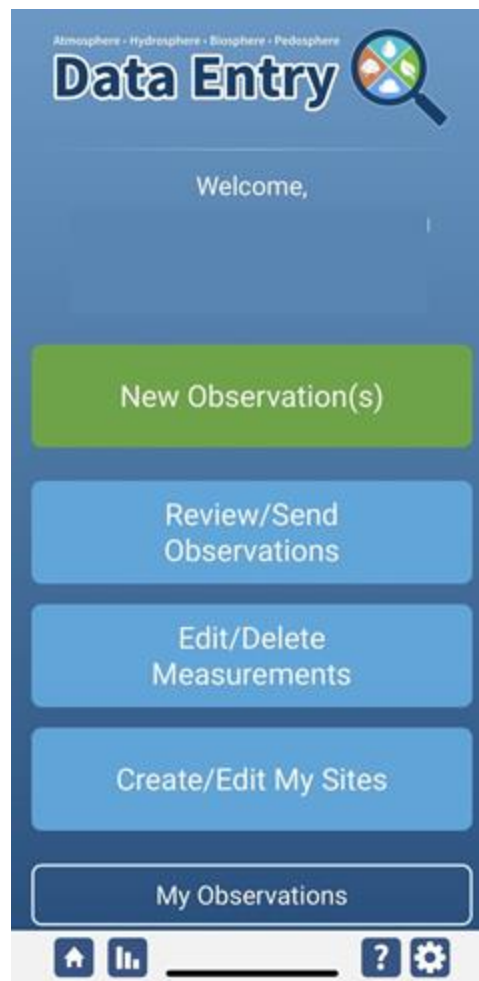 Atmosphere • Hydrosphere • Biosphere • Pedosphere
Data Entry
Welcome,
New Observation(s)
Review/Send
Observations
Edit/Delete
Measurements
Create/Edit My Sites
My Observations
?